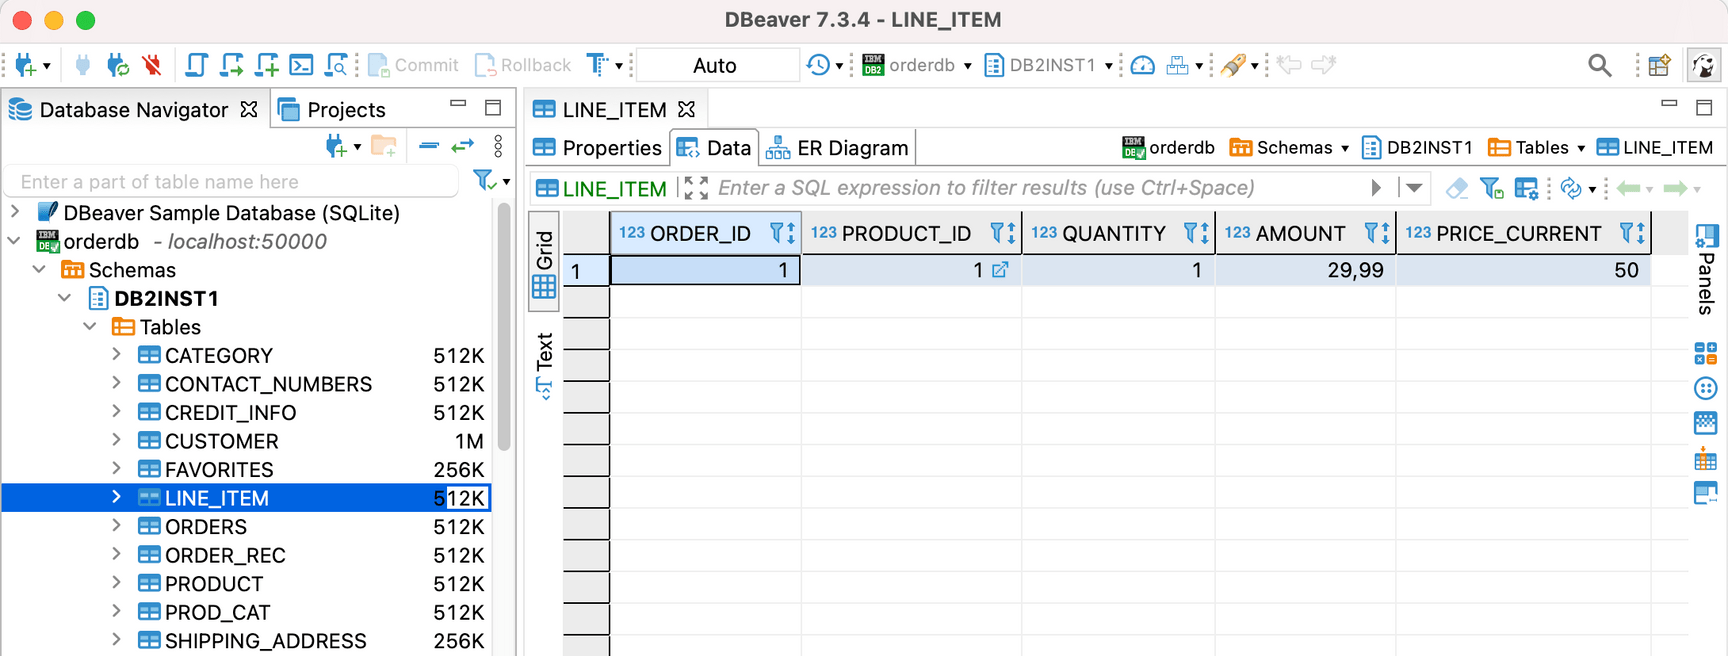 DBeaver 7.3.4 - LINE_ITEM
Commit Rollback Auto IBM DB2 orderdb DB2INST1
Database Navigator Projects
LINE_ITEM
Properties Data ER Diagram
orderdb Schemas DB2INST1 Tables LINE_ITEM
Enter a part of table name here
LINE_ITEM Enter a SQL expression to filter results (use Ctrl+Space)
DBeaver Sample Database (SQLite)
orderdb - localhost:50000
Schemas
DB2INST1
Tables
CATEGORY 512K
CONTACT_NUMBERS 512K
CREDIT_INFO 512K
CUSTOMER 1M
FAVORITES 256K
LINE_ITEM 512K
ORDERS 512K
ORDER_REC 512K
PRODUCT 512K
PROD_CAT 512K
SHIPPING_ADDRESS 256K
Grid
Text
123 ORDER_ID 123 PRODUCT_ID 123 QUANTITY 123 AMOUNT 123 PRICE_CURRENT
1 1 1 1 29,99 50
Panels